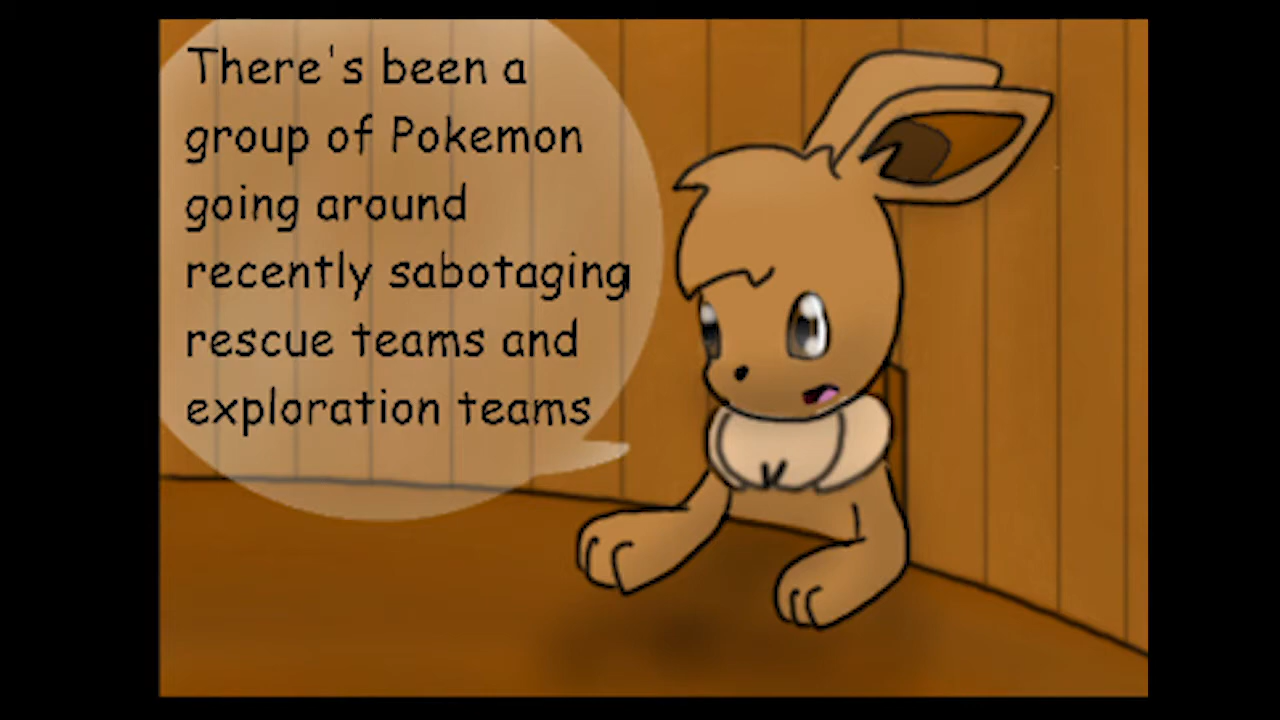 There's been a
group of Pokemon
going around
recently sabotaging
rescue teams and
exploration teams